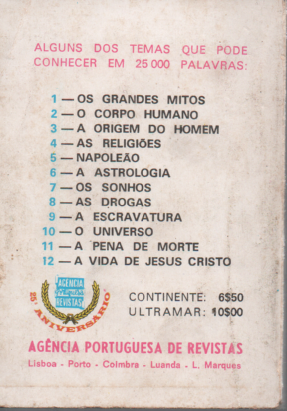 ALGUNS DOS TEMAS QUE PODE
CONHECER EM 25 000 PALAVRAS:
1 — OS GRANDES MITOS
2 — O CORPO HUMANO
3 — A ORIGEM DO HOMEM
4 — AS RELIGIÕES
5 — NAPOLEÃO
6 — A ASTROLOGIA
7 — OS SONHOS
8 — AS DROGAS
9 — A ESCRAVATURA
10 — O UNIVERSO
11 — A PENA DE MORTE
12 — A VIDA DE JESUS CRISTO
AGÊNCIA
REVISTAS
25º ANIVERSÁRIO
CONTINENTE: 6$50
ULTRAMAR: 10$00
AGÊNCIA PORTUGUESA DE REVISTAS
Lisboa - Porto - Coimbra - Luanda - L. Marques